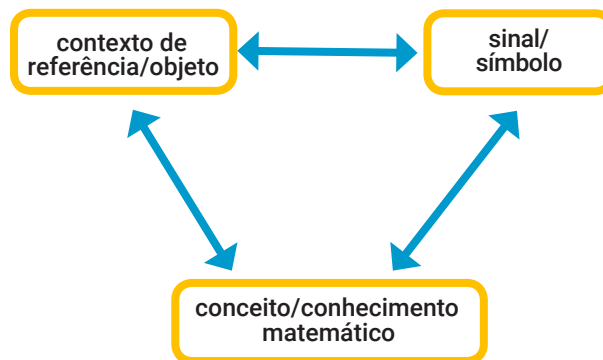 contexto de
referência/objeto
sinal/
símbolo
conceito/conhecimento
matemático